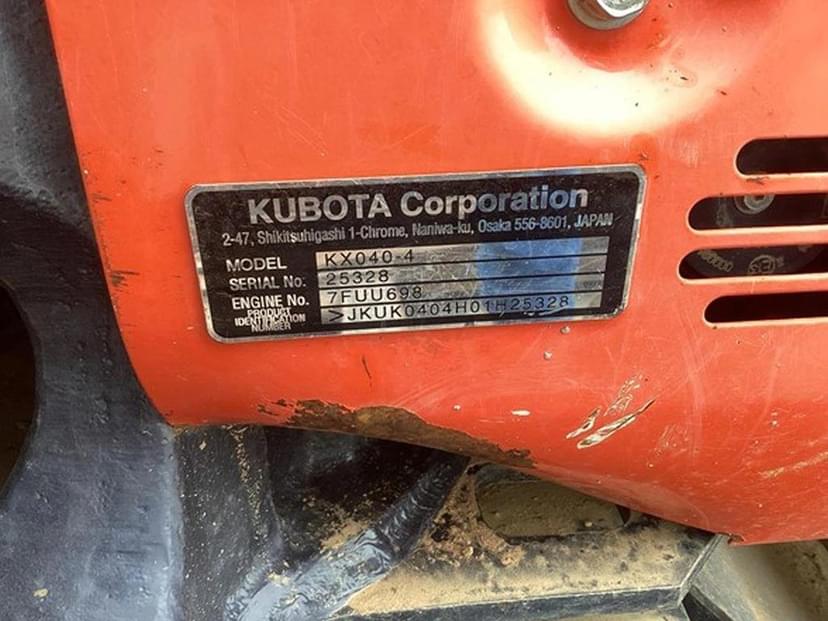 KUBOTA Corporation
2-47, Shikitsuhigashi 1-Chrome, Naniwa-ku, Osaka 556-8601, JAPAN
MODEL KX040-4
SERIAL No. 25328
ENGINE No. 7FUU698
PRODUCT IDENTIFICATION NUMBER >JKUK0404H01H25328